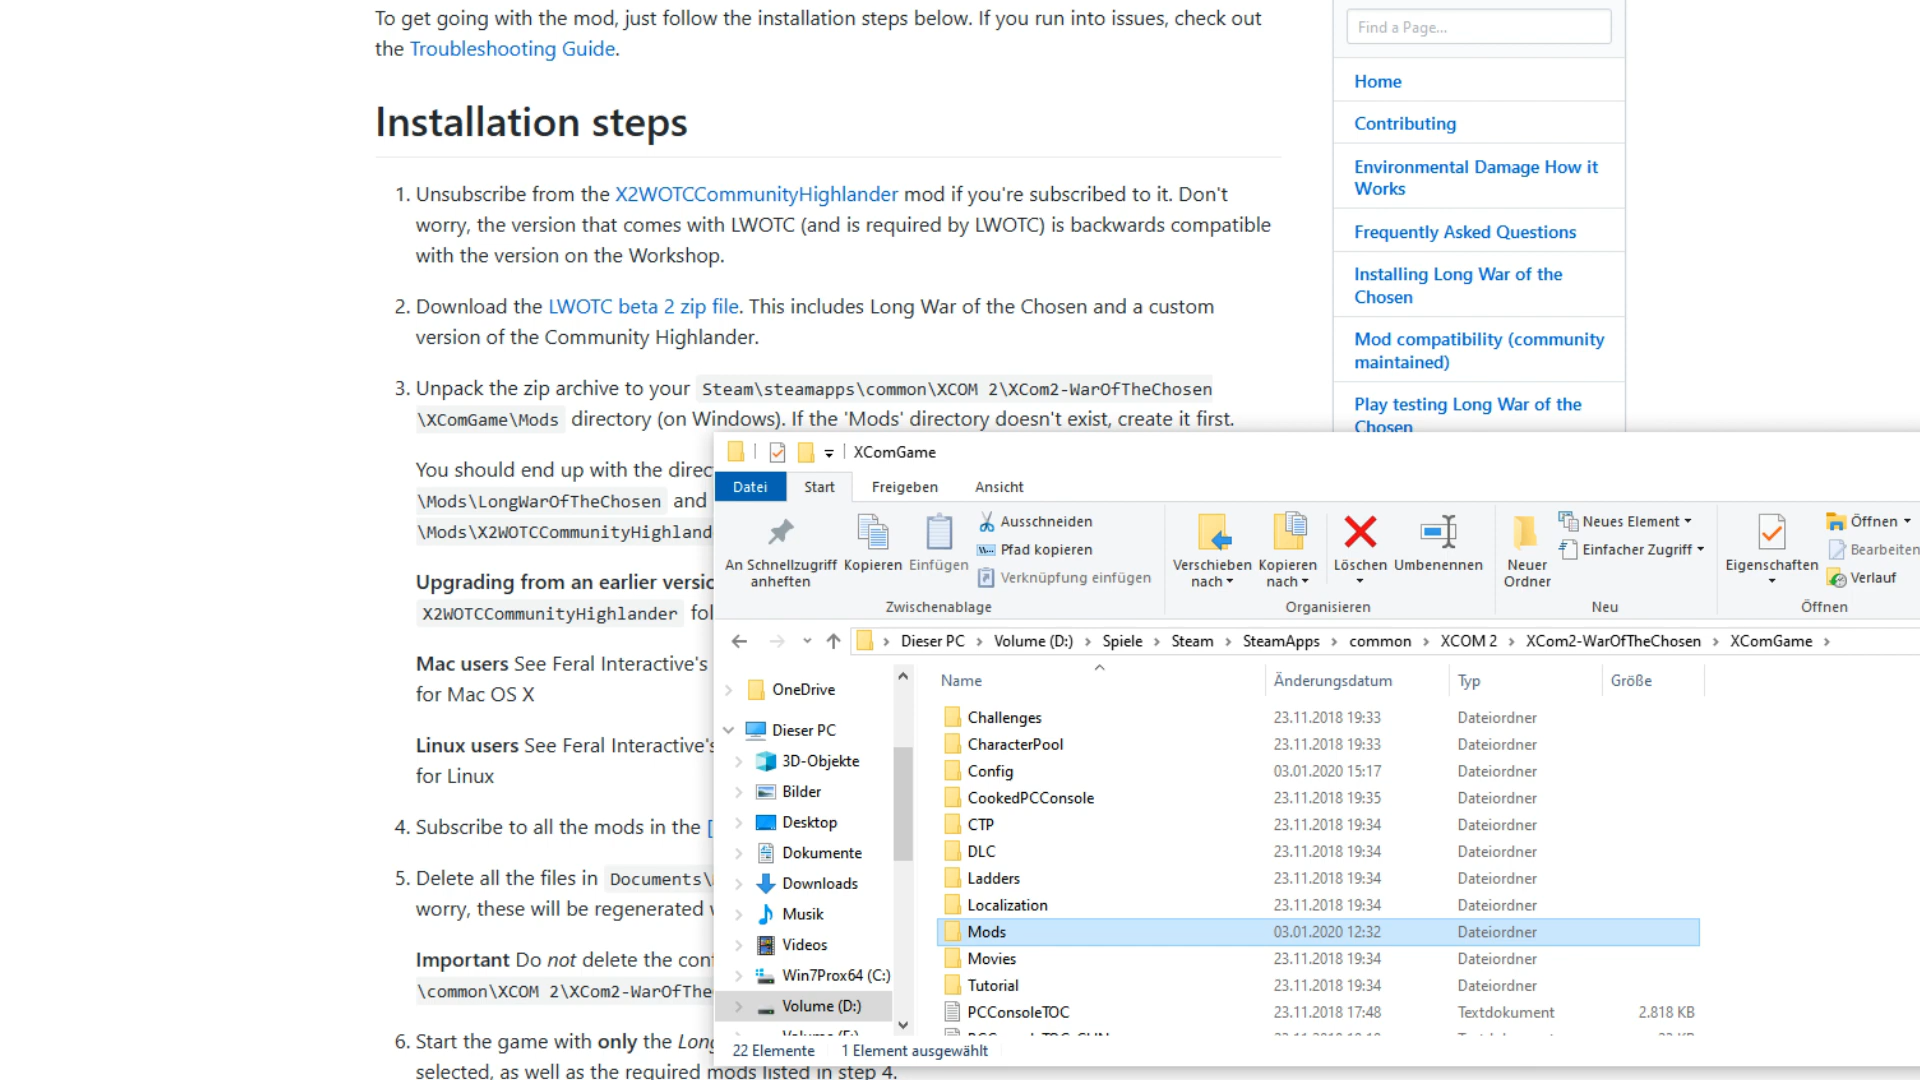 To get going with the mod, just follow the installation steps below. If you run into issues, check out
the Troubleshooting Guide.
Installation steps
1. Unsubscribe from the X2WOTCCommunityHighlander mod if you're subscribed to it. Don't
worry, the version that comes with LWOTC (and is required by LWOTC) is backwards compatible
with the version on the Workshop.
2. Download the LWOTC beta 2 zip file. This includes Long War of the Chosen and a custom
version of the Community Highlander.
3. Unpack the zip archive to your Steam\steamapps\common\XCOM 2\XCom2-WarOfTheChosen
\XComGame\Mods directory (on Windows). If the 'Mods' directory doesn't exist, create it first.
You should end up with the direc
\Mods\LongWarOfTheChosen and
\Mods\X2WOTCCommunityHighland
Upgrading from an earlier versic
X2WOTCCommunityHighlander fol
Mac users See Feral Interactive's
for Mac OS X
Linux users See Feral Interactive's
for Linux
4. Subscribe to all the mods in the [
5. Delete all the files in Documents\
worry, these will be regenerated
Important Do not delete the con
\common\XCOM 2\XCom2-WarOfThe
6. Start the game with only the Long
selected, as well as the required mods listed in step 4.
Find a Page...
Home
Contributing
Environmental Damage How it
Works
Frequently Asked Questions
Installing Long War of the
Chosen
Mod compatibility (community
maintained)
Play testing Long War of the
Chosen
XComGame
Datei Start Freigeben Ansicht
An Schnellzugriff
anheften
Kopieren
Einfügen
Ausschneiden
Pfad kopieren
Verknüpfung einfügen
Zwischenablage
Verschieben
nach
Kopieren
nach
Löschen
Umbenennen
Organisieren
Neuer
Ordner
Neues Element
Einfacher Zugriff
Neu
Eigenschaften
Öffnen
Bearbeiten
Verlauf
Öffnen
Dieser PC › Volume (D:) › Spiele › Steam › SteamApps › common › XCOM 2 › XCom2-WarOfTheChosen › XComGame ›
OneDrive
Dieser PC
3D-Objekte
Bilder
Desktop
Dokumente
Downloads
Musik
Videos
Win7Prox64 (C:)
Volume (D:)
Name Änderungsdatum Typ Größe
Challenges 23.11.2018 19:33 Dateiordner
CharacterPool 23.11.2018 19:33 Dateiordner
Config 03.01.2020 15:17 Dateiordner
CookedPCConsole 23.11.2018 19:35 Dateiordner
CTP 23.11.2018 19:34 Dateiordner
DLC 23.11.2018 19:34 Dateiordner
Ladders 23.11.2018 19:34 Dateiordner
Localization 23.11.2018 19:34 Dateiordner
Mods 03.01.2020 12:32 Dateiordner
Movies 23.11.2018 19:34 Dateiordner
Tutorial 23.11.2018 19:34 Dateiordner
PCConsoleTOC 23.11.2018 17:48 Textdokument 2.818 KB
22 Elemente 1 Element ausgewählt